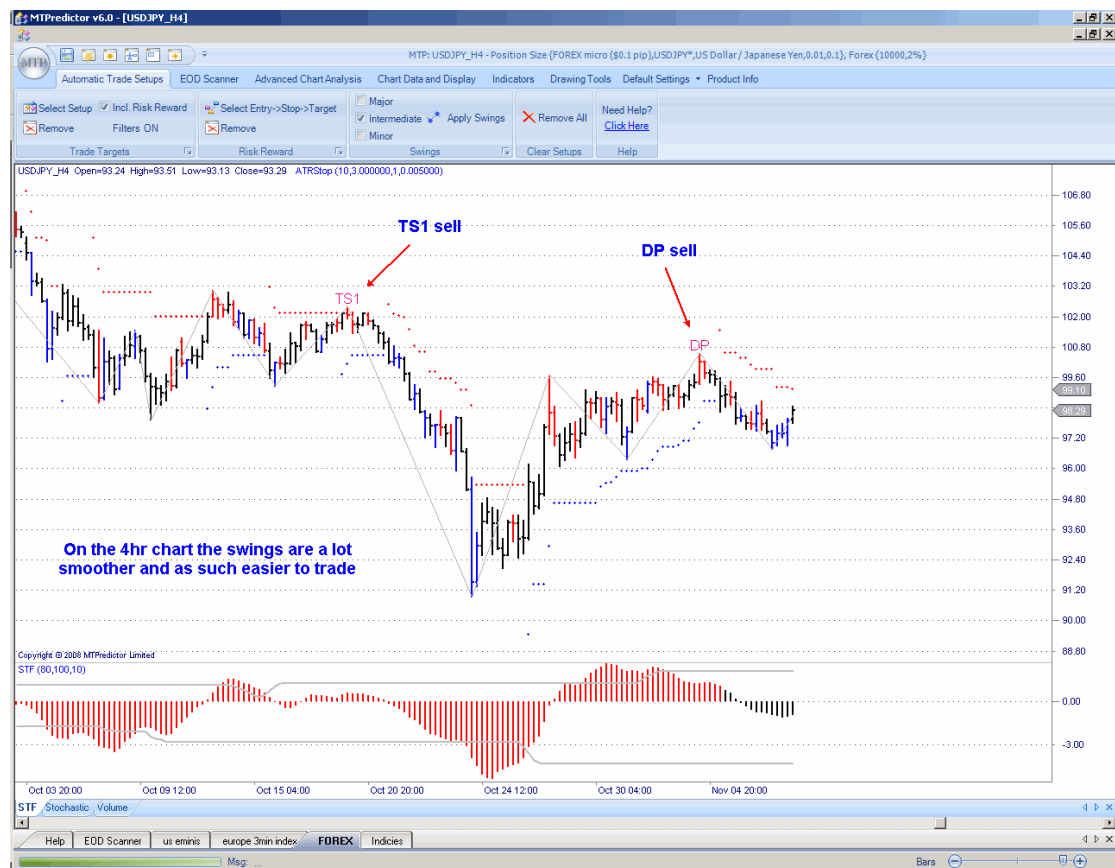 MTPredictor v6.0 - [USDJPY_H4]
MTP
MTP: USDJPY_H4 - Position Size {FOREX micro ($0.1 pip),USDJPY*,US Dollar / Japanese Yen,0.01,0.1}, Forex {10000,2%}
Automatic Trade Setups EOD Scanner Advanced Chart Analysis Chart Data and Display Indicators Drawing Tools Default Settings Product Info
Select Setup Incl. Risk Reward Select Entry->Stop->Target Major Need Help?
Intermediate Apply Swings Remove All
Remove Filters ON Remove Minor Click Here
Trade Targets Risk Reward Swings Clear Setups Help
USDJPY_H4 Open=93.24 High=93.51 Low=93.13 Close=93.29 ATRStop (10,3.000000,1,0.005000)
106.80
105.60
TS1 sell
DP sell
104.40
103.20
TS1
102.00
DP
100.80
99.60
99.10
98.29
97.20
96.00
94.80
93.60
On the 4hr chart the swings are a lot
smoother and as such easier to trade
92.40
91.20
90.00
88.80
Copyright © 2008 MTPredictor Limited
STF (80,100,10)
0.00
-3.00
Oct 03 20:00 Oct 09 12:00 Oct 15 04:00 Oct 20 20:00 Oct 24 12:00 Oct 30 04:00 Nov 04 20:00
STF Stochastic Volume
Help EOD Scanner us eminis europe 3min index FOREX Indicies
Msg: ...
Bars